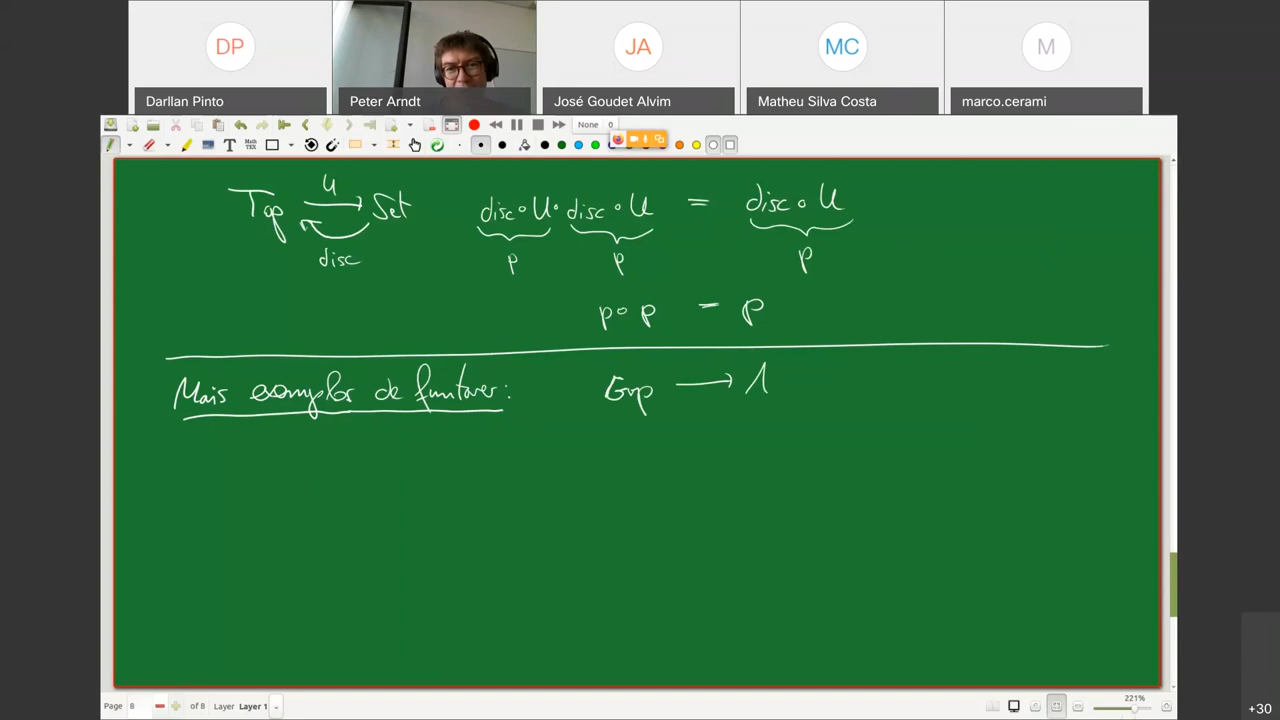 DP JA MC M
Darllan Pinto Peter Arndt José Goudet Alvim Matheu Silva Costa marco.cerami
None 0
T Math TEX
Top U→ Set disc∘U∘disc∘U = disc∘U
disc p p p
p∘p = p
Mais exemplos de funtores: Grp → 1
Page 8 of 8 Layer Layer 1 221%
+30